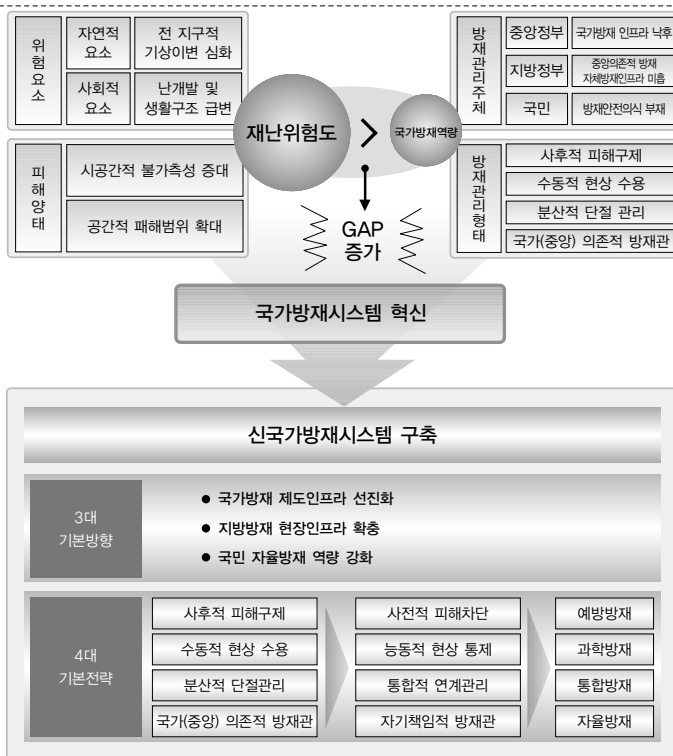 위험요소
자연적
요소
전 지구적
기상이변 심화
사회적
요소
난개발 및
생활구조 급변
피해양태
시공간적 불가측성 증대
공간적 패해범위 확대
재난위험도
>
국가방재역량
GAP
증가
방재관리주체
중앙정부
국가방재 인프라 낙후
지방정부
중앙의존적 방재
자체방재인프라 미흡
국민
방재안전의식 부재
방재관리형태
사후적 피해구제
수동적 현상 수용
분산적 단절 관리
국가(중앙) 의존적 방재관
국가방재시스템 혁신
신국가방재시스템 구축
3대
기본방향
● 국가방재 제도인프라 선진화
● 지방방재 현장인프라 확충
● 국민 자율방재 역량 강화
4대
기본전략
사후적 피해구제
사전적 피해차단
예방방재
수동적 현상 수용
능동적 현상 통제
과학방재
분산적 단절관리
통합적 연계관리
통합방재
국가(중앙) 의존적 방재관
자기책임적 방재관
자율방재